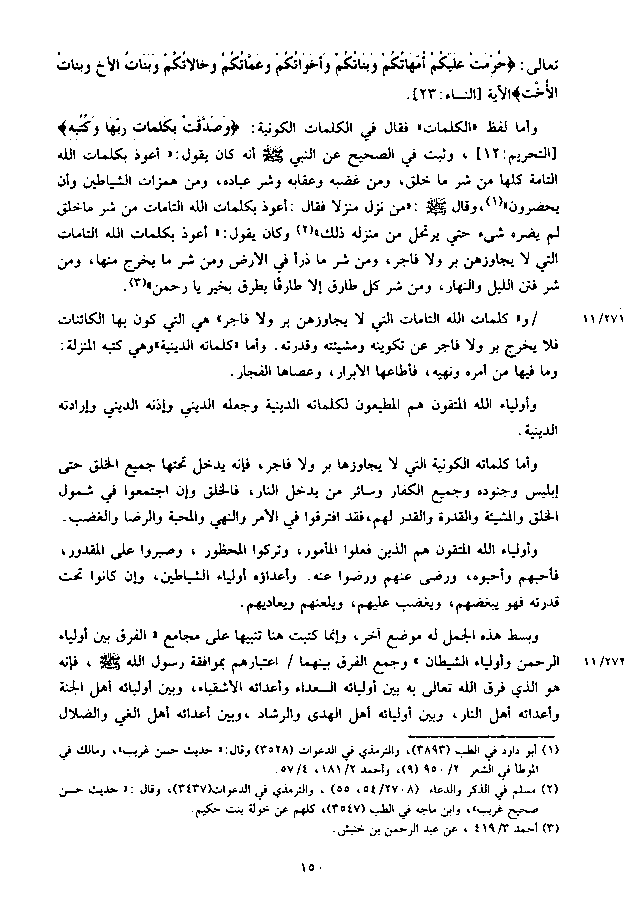 تعالى: ﴿حُرِّمَتْ عَلَيْكُمْ أُمَّهَاتُكُمْ وَبَنَاتُكُمْ وَأَخَوَاتُكُمْ وَعَمَّاتُكُمْ وَخَالاتُكُمْ وَبَنَاتُ الأَخِ وَبَنَاتُ
الأُخْتِ﴾الآية [النساء:٢٣].
وأما لفظ «الكلمات» فقال في الكلمات الكونية: ﴿وَصَدَّقَتْ بِكَلِمَاتِ رَبِّهَا وَكُتُبِهِ﴾
[التحريم:١٢] ، وثبت في الصحيح عن النبي ﷺ أنه كان يقول:« أعوذ بكلمات الله
التامة كلها من شر ما خلق، ومن غضبه وعقابه وشر عباده، ومن همزات الشياطين وأن
يحضرون»(١)،وقال ﷺ : «من نزل منزلا فقال :أعوذ بكلمات الله التامات من شر ماخلق
لم يضره شىء حتى يرتحل من منزله ذلك»(٢) وكان يقول:« أعوذ بكلمات الله التامات
التي لا يجاوزهن بر ولا فاجر، ومن شر ما ذرأ في الأرض ومن شر ما يخرج منها، ومن
شر فتن الليل والنهار، ومن شر كل طارق إلا طارقًا يطرق بخير يا رحمن»(٣).
١١/٢٧١ /و« كلمات الله التامات التي لا يجاوزهن بر ولا فاجر» هي التي كون بها الكائنات
فلا يخرج بر ولا فاجر عن تكوينه ومشيئته وقدرته. وأما «كلماته الدينية»وهي كتبه المنزلة:
وما فيها من أمره ونهيه، فأطاعها الأبرار، وعصاها الفجار.
وأولياء الله المتقون هم المطيعون لكلماته الدينية وجعله الديني وإذنه الديني وإرادته
الدينية.
وأما كلماته الكونية التي لا يجاوزها بر ولا فاجر، فإنه يدخل تحتها جميع الخلق حتى
إبليس وجنوده وجميع الكفار وسائر من يدخل النار، فالخلق وإن اجتمعوا في شمول
الخلق والمشيئة والقدرة والقدر لهم،فقد افترقوا في الأمر والنهي والمحبة والرضا والغضب.
وأولياء الله المتقون هم الذين فعلوا المأمور، وتركوا المحظور ، وصبروا على المقدور،
فأحبهم وأحبوه، ورضى عنهم ورضوا عنه. وأعداؤه أولياء الشياطين، وإن كانوا تحت
قدرته فهو يبغضهم، ويغضب عليهم، ويلعنهم ويعاديهم.
وبسط هذه الجمل له موضع آخر، وإنما كتبت هنا تنبيها على مجامع « الفرق بين أولياء
١١/٢٧٢ الرحمن وأولياء الشيطان » وجمع الفرق بينهما / اعتبارهم بموافقة رسول الله ﷺ ، فإنه
هو الذي فرق الله تعالى به بين أوليائه السعداء وأعدائه الأشقياء، وبين أوليائه أهل الجنة
وأعدائه أهل النار، وبين أوليائه أهل الهدى والرشاد ،وبين أعدائه أهل الغي والضلال
(١) أبو داود في الطب (٣٨٩٣)، والترمذي في الدعوات (٣٥٢٨) وقال:« حديث حسن غريب»، ومالك في
الموطأ في الشعر ٢/ ٩٥٠ (٩)، وأحمد ٢/ ١٨١، ٤/ ٥٧.
(٢) مسلم في الذكر والدعاء (٢٧٠٨/ ٥٤، ٥٥) ، والترمذي في الدعوات(٣٤٣٧)، وقال :« حديث حسن
صحيح غريب»، وابن ماجه في الطب (٣٥٤٧)، كلهم عن خولة بنت حكيم.
(٣) أحمد ٣/ ٤١٩ ، عن عبد الرحمن بن خنبش.
١٥٠